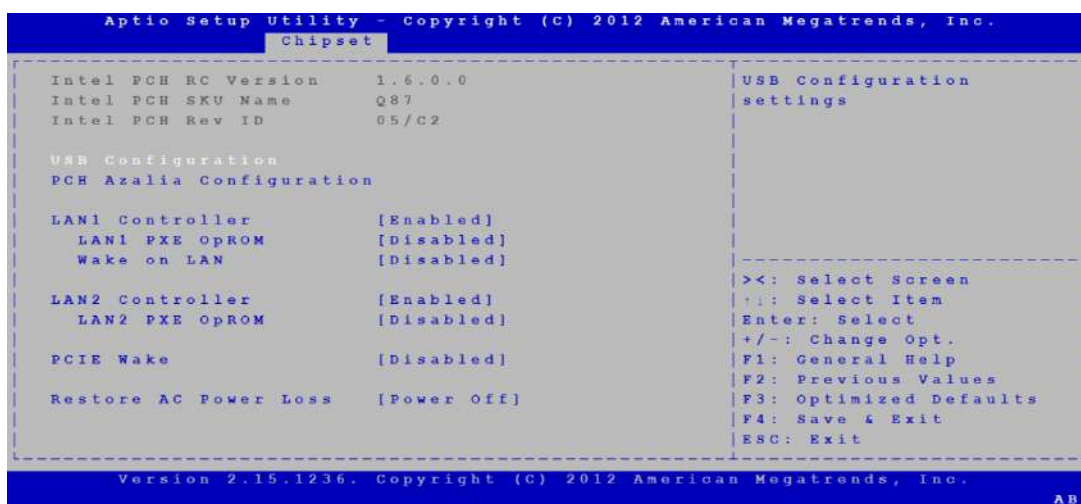 Aptio Setup Utility - Copyright (C) 2012 American Megatrends, Inc.
Chipset
Intel PCH RC Version 1.6.0.0
Intel PCH SKU Name Q87
Intel PCH Rev ID 05/C2
USB Configuration
PCH Azalia Configuration
LAN1 Controller [Enabled]
LAN1 PXE OpROM [Disabled]
Wake on LAN [Disabled]
LAN2 Controller [Enabled]
LAN2 PXE OpROM [Disabled]
PCIE Wake [Disabled]
Restore AC Power Loss [Power Off]
USB Configuration
settings
><: Select Screen
↑↓: Select Item
Enter: Select
+/-: Change Opt.
F1: General Help
F2: Previous Values
F3: Optimized Defaults
F4: Save & Exit
ESC: Exit
Version 2.15.1236. Copyright (C) 2012 American Megatrends, Inc.
AB